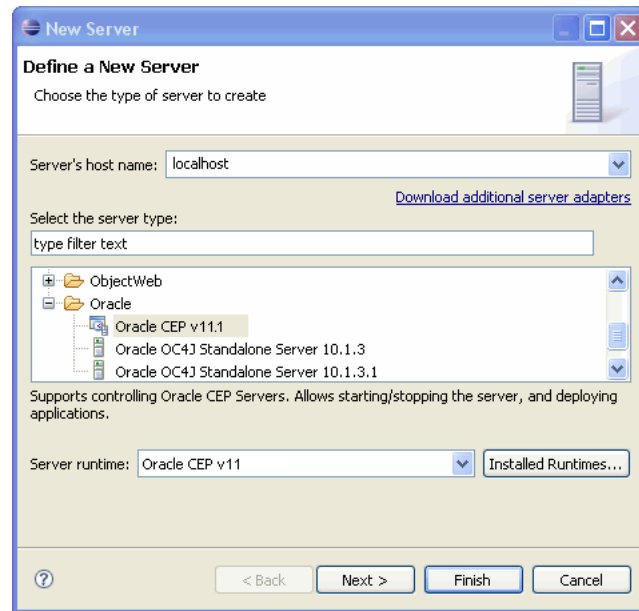 New Server
Define a New Server
Choose the type of server to create
Server's host name: localhost
Download additional server adapters
Select the server type:
type filter text
ObjectWeb
Oracle
Oracle CEP v11.1
Oracle OC4J Standalone Server 10.1.3
Oracle OC4J Standalone Server 10.1.3.1
Supports controlling Oracle CEP Servers. Allows starting/stopping the server, and deploying
applications.
Server runtime: Oracle CEP v11 Installed Runtimes...
? < Back Next > Finish Cancel